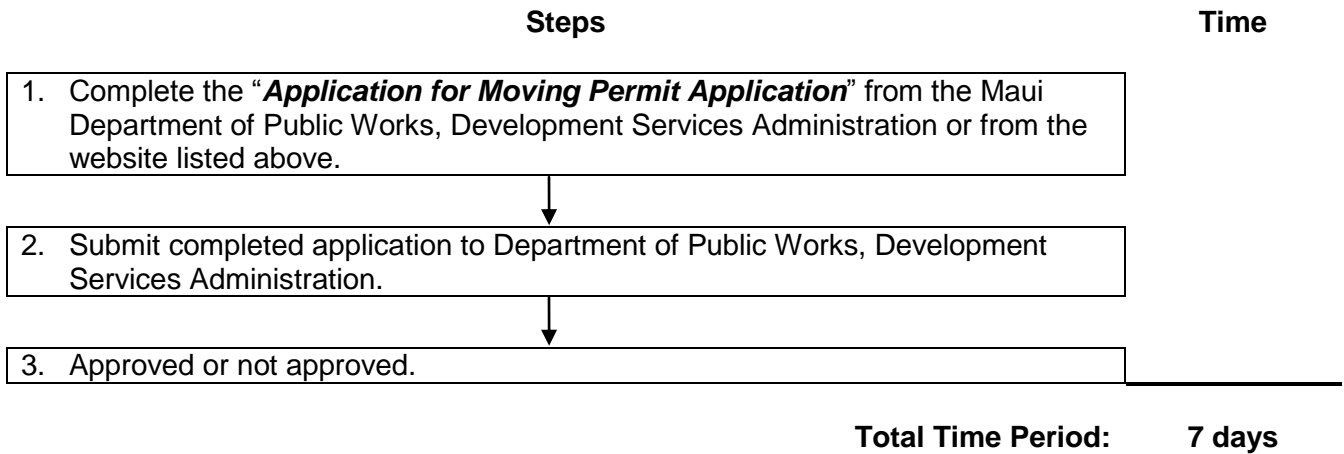 Steps Time
1. Complete the “Application for Moving Permit Application” from the Maui
Department of Public Works, Development Services Administration or from the
website listed above.
2. Submit completed application to Department of Public Works, Development
Services Administration.
3. Approved or not approved.
Total Time Period: 7 days